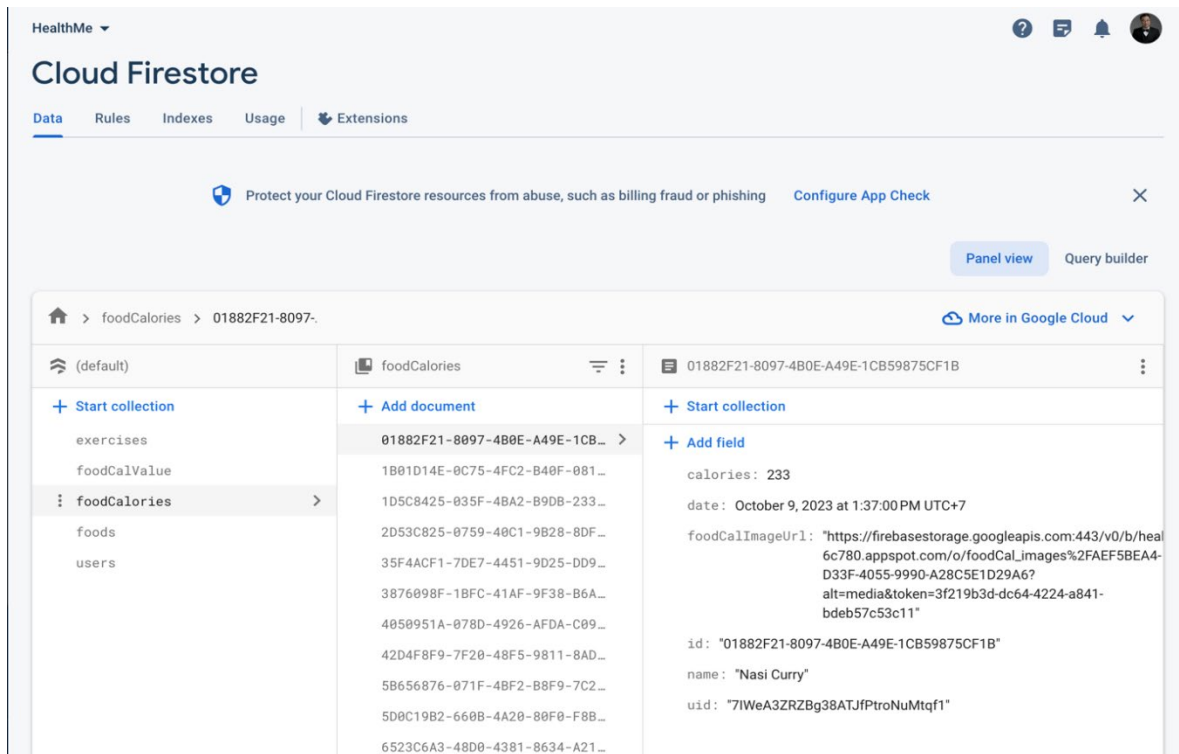 HealthMe
Cloud Firestore
Data Rules Indexes Usage Extensions
Protect your Cloud Firestore resources from abuse, such as billing fraud or phishing Configure App Check
Panel view Query builder
foodCalories > 01882F21-8097-.
More in Google Cloud
(default)
+ Start collection
exercises
foodCalValue
foodCalories
foods
users
foodCalories
+ Add document
01882F21-8097-4B0E-A49E-1CB…
1B01D14E-0C75-4FC2-B40F-081…
1D5C8425-035F-4BA2-B9DB-233…
2D53C825-0759-40C1-9B28-8DF…
35F4ACF1-7DE7-4451-9D25-DD9…
3876098F-1BFC-41AF-9F38-B6A…
4050951A-078D-4926-AFDA-C09…
42D4F8F9-7F20-48F5-9811-8AD…
5B656876-071F-4BF2-B8F9-7C2…
5D0C19B2-660B-4A20-80F0-F8B…
6523C6A3-48D0-4381-8634-A21…
01882F21-8097-4B0E-A49E-1CB59875CF1B
+ Start collection
+ Add field
calories: 233
date: October 9, 2023 at 1:37:00 PM UTC+7
foodCalImageUrl: "https://firebasestorage.googleapis.com:443/v0/b/heal
6c780.appspot.com/o/foodCal_images%2FAEF5BEA4-
D33F-4055-9990-A28C5E1D29A6?
alt=media&token=3f219b3d-dc64-4224-a841-
bdeb57c53c11"
id: "01882F21-8097-4B0E-A49E-1CB59875CF1B"
name: "Nasi Curry"
uid: "7IWeA3ZRZBg38ATJfPtroNuMtqf1"